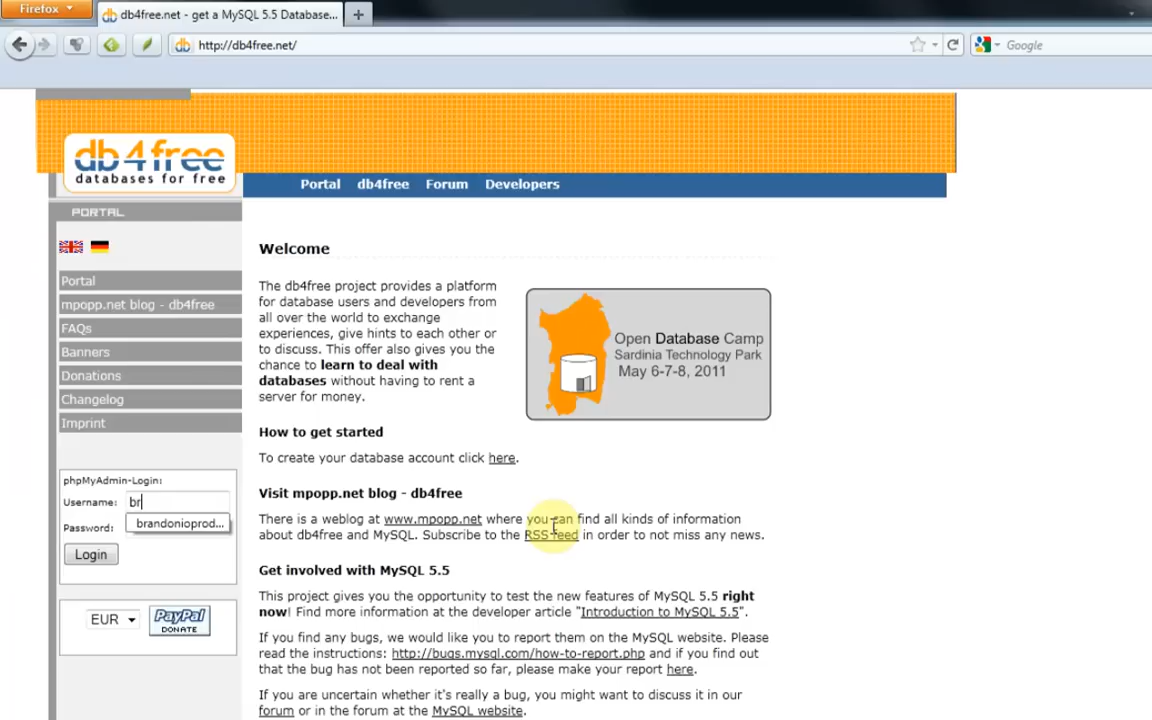 Firefox
db4free.net - get a MySQL 5.5 Database...
http://db4free.net/
Google
db4free
databases for free
Portal db4free Forum Developers
PORTAL
Portal
mpopp.net blog - db4free
FAQs
Banners
Donations
Changelog
Imprint
phpMyAdmin-Login:
Username: br
brandonioprod...
Password:
Login
EUR
PayPal
DONATE
Welcome
The db4free project provides a platform
for database users and developers from
all over the world to exchange
experiences, give hints to each other or
to discuss. This offer also gives you the
chance to learn to deal with
databases without having to rent a
server for money.
Open Database Camp
Sardinia Technology Park
May 6-7-8, 2011
How to get started
To create your database account click here.
Visit mpopp.net blog - db4free
There is a weblog at www.mpopp.net where you can find all kinds of information
about db4free and MySQL. Subscribe to the RSS feed in order to not miss any news.
Get involved with MySQL 5.5
This project gives you the opportunity to test the new features of MySQL 5.5 right
now! Find more information at the developer article "Introduction to MySQL 5.5".
If you find any bugs, we would like you to report them on the MySQL website. Please
read the instructions: http://bugs.mysql.com/how-to-report.php and if you find out
that the bug has not been reported so far, please make your report here.
If you are uncertain whether it's really a bug, you might want to discuss it in our
forum or in the forum at the MySQL website.